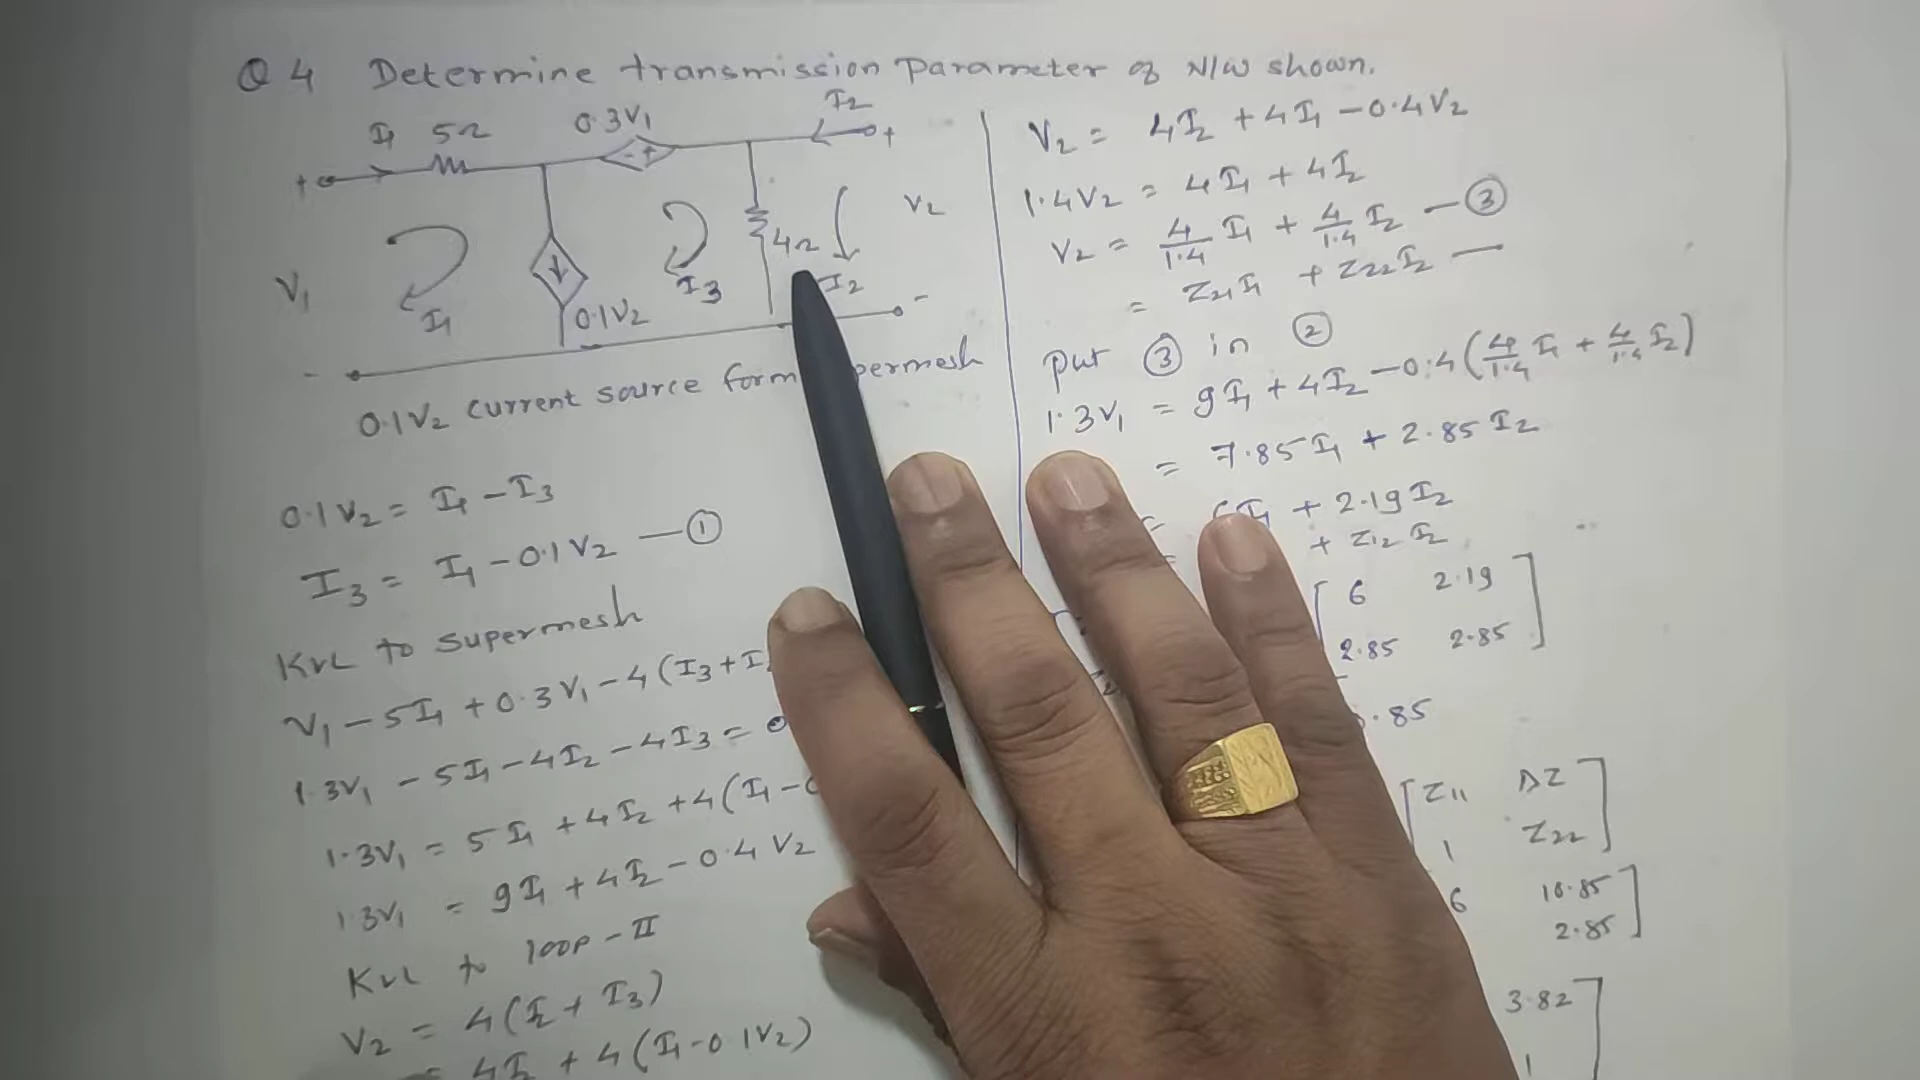 Q 4 Determine transmission Parameter of N/W shown.
I1 5Ω 0.3V1 I2
+ - + +
V1 I1 0.1V2 I3 4Ω I2 V2
- -
0.1V2 current source form permesh
0.1V2 = I1 - I3
I3 = I1 - 0.1V2 — ①
KVL to supermesh
V1 - 5I1 + 0.3V1 - 4(I3 + I
1.3V1 - 5I1 - 4I2 - 4I3 = 0
1.3V1 = 5I1 + 4I2 + 4(I1 -
1.3V1 = 9I1 + 4I2 - 0.4V2
KVL to loop - II
V2 = 4(I2 + I3)
= 4I2 + 4(I1 - 0.1V2)
V2 = 4I2 + 4I1 - 0.4V2
1.4V2 = 4I1 + 4I2
V2 = 4/1.4 I1 + 4/1.4 I2 — ③
= Z21I1 + Z22I2 —
put ③ in ②
1.3V1 = 9I1 + 4I2 - 0.4(4/1.4 I1 + 4/1.4 I2)
= 7.85I1 + 2.85I2
= 6I1 + 2.19I2
= + Z12I2
[ 6 2.19
2.85 2.85 ]
.85
[ Z11 ΔZ
1 Z22 ]
6 10.85
2.85 ]
3.82
1 ]